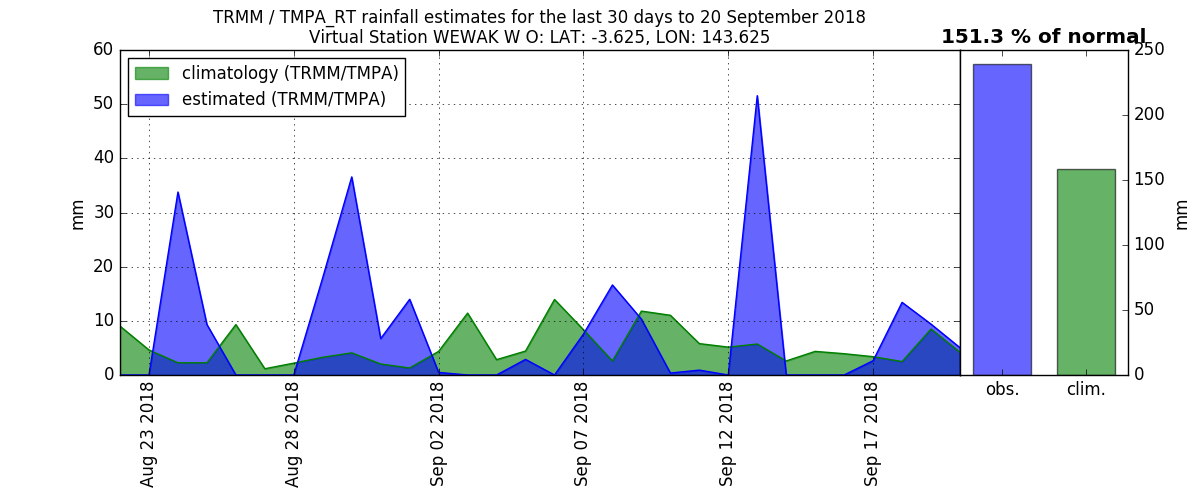 TRMM / TMPA_RT rainfall estimates for the last 30 days to 20 September 2018
Virtual Station WEWAK W O: LAT: -3.625, LON: 143.625
151.3 % of normal
climatology (TRMM/TMPA)
estimated (TRMM/TMPA)
60
50
40
30
20
10
0
mm
Aug 23 2018
Aug 28 2018
Sep 02 2018
Sep 07 2018
Sep 12 2018
Sep 17 2018
obs.
clim.
250
200
150
100
50
0
mm